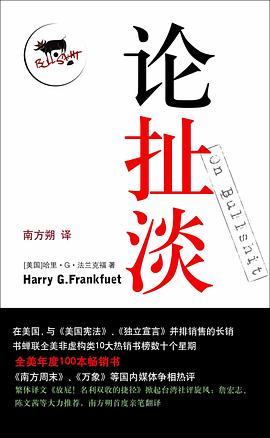 BULLSHIT
论
扯
淡
On Bullshit
南方朔 译
[美国]哈里·G·法兰克福 著
Harry G.Frankfuet
在美国，与《美国宪法》、《独立宣言》并排销售的长销
书蝉联全美非虚构类10大热销书榜数十个星期
全美年度100本畅销书
《南方周末》、《万象》等国内媒体争相热评
繁体译文《放屁！名利双收的捷径》掀起台湾社评旋风；詹宏志，
陈文茜等大力推荐，南方朔首度亲笔翻译